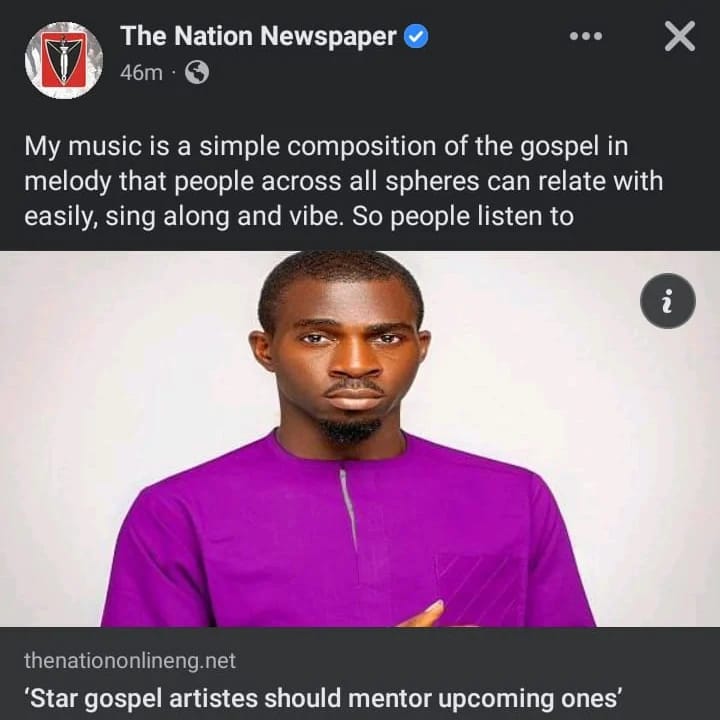 The Nation Newspaper
46m ·
My music is a simple composition of the gospel in
melody that people across all spheres can relate with
easily, sing along and vibe. So people listen to
i
thenationonlineng.net
‘Star gospel artistes should mentor upcoming ones’